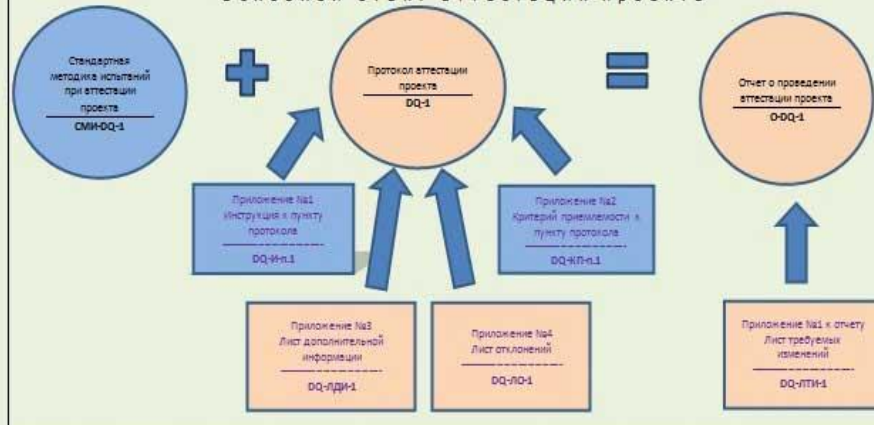 Стандартная
методика испытаний
при аттестации
проекта
СМИ-DQ-1
Протокол аттестации
проекта
DQ-1
Отчет о проведении
аттестации проекта
O-DQ-1
Приложение №1
Инструкция к пункту
протокола
DQ-И-п.1
Приложение №2
Критерий приемлемости к
пункту протокола
DQ-КП-п.1
Приложение №3
Лист дополнительной
информации
DQ-ЛДИ-1
Приложение №4
Лист отклонений
DQ-ЛО-1
Приложение №1 к отчету
Лист требуемых
изменений
DQ-ЛТИ-1